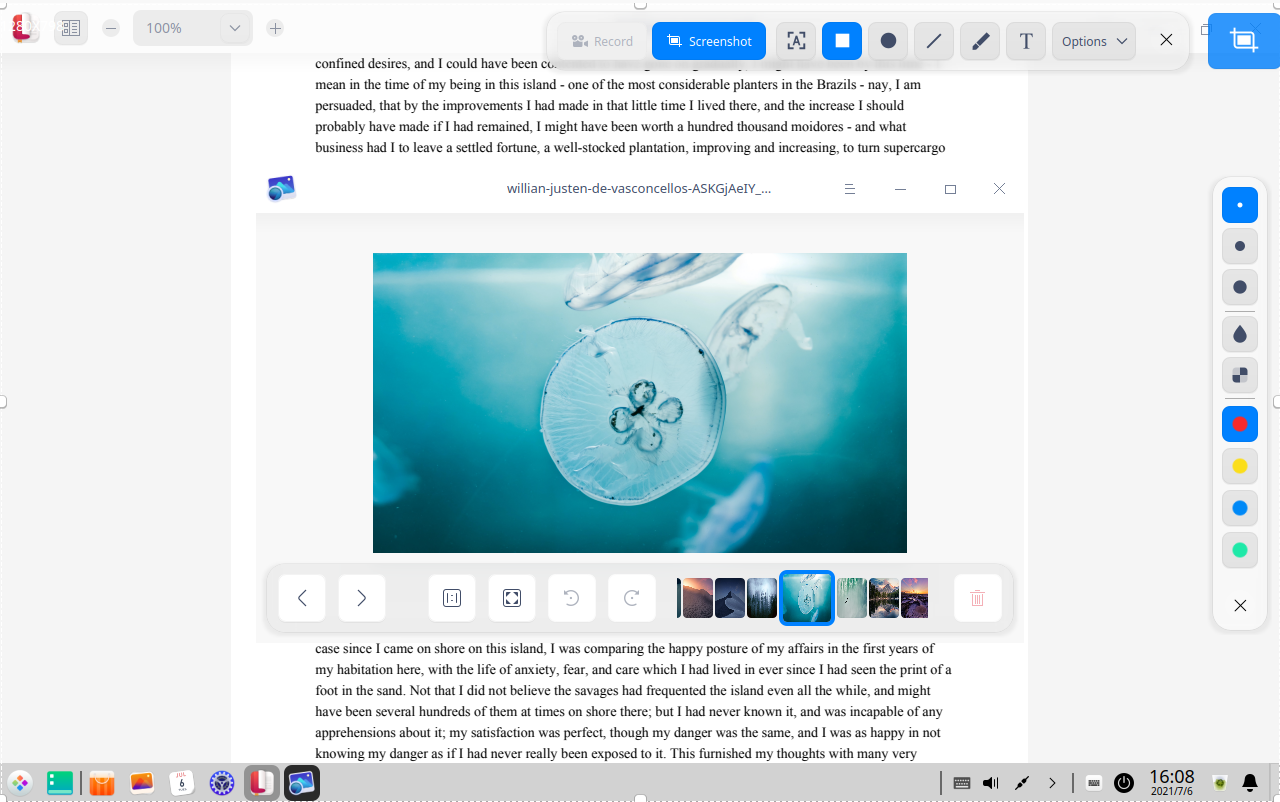 100%
Record
Screenshot
T
Options
confined desires, and I could have been
mean in the time of my being in this island - one of the most considerable planters in the Brazils - nay, I am
persuaded, that by the improvements I had made in that little time I lived there, and the increase I should
probably have made if I had remained, I might have been worth a hundred thousand moidores - and what
business had I to leave a settled fortune, a well-stocked plantation, improving and increasing, to turn supercargo
willian-justen-de-vasconcellos-ASKGjAeIY_...
1:1
case since I came on shore on this island, I was comparing the happy posture of my affairs in the first years of
my habitation here, with the life of anxiety, fear, and care which I had lived in ever since I had seen the print of a
foot in the sand. Not that I did not believe the savages had frequented the island even all the while, and might
have been several hundreds of them at times on shore there; but I had never known it, and was incapable of any
apprehensions about it; my satisfaction was perfect, though my danger was the same, and I was as happy in not
knowing my danger as if I had never really been exposed to it. This furnished my thoughts with many very
JUL
6
16:08
2021/7/6